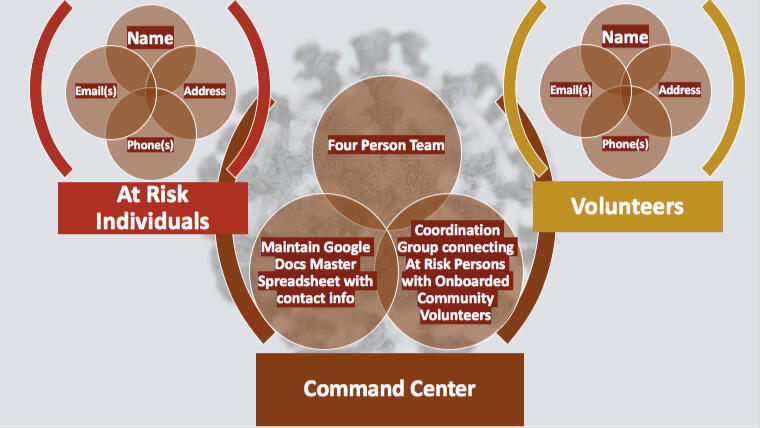 Name
Email(s)
Address
Phone(s)
At Risk
Individuals
Name
Email(s)
Address
Phone(s)
Volunteers
Four Person Team
Maintain Google
Docs Master
Spreadsheet with
contact info
Coordination
Group connecting
At Risk Persons
with Onboarded
Community
Volunteers
Command Center